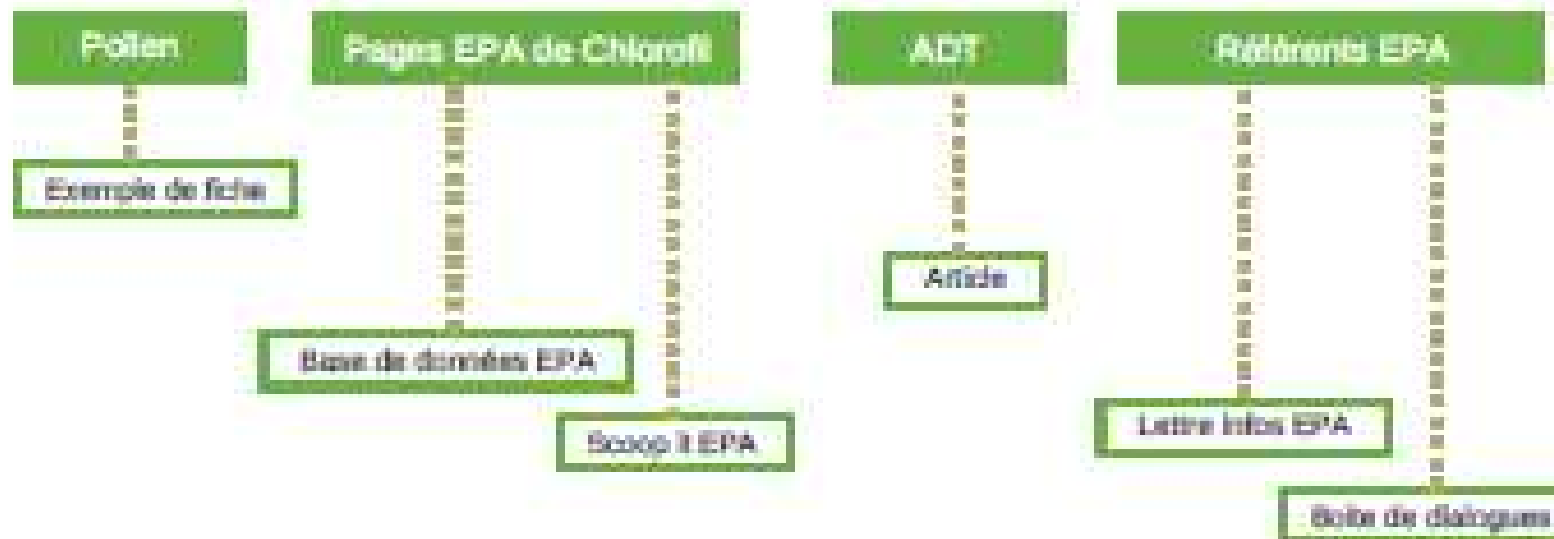 Pollen
Pages EPA de Chlorofil
ADT
Référents EPA
Exemple de fiche
Article
Base de données EPA
Lettre infos EPA
Scoop it EPA
Boite de dialogues